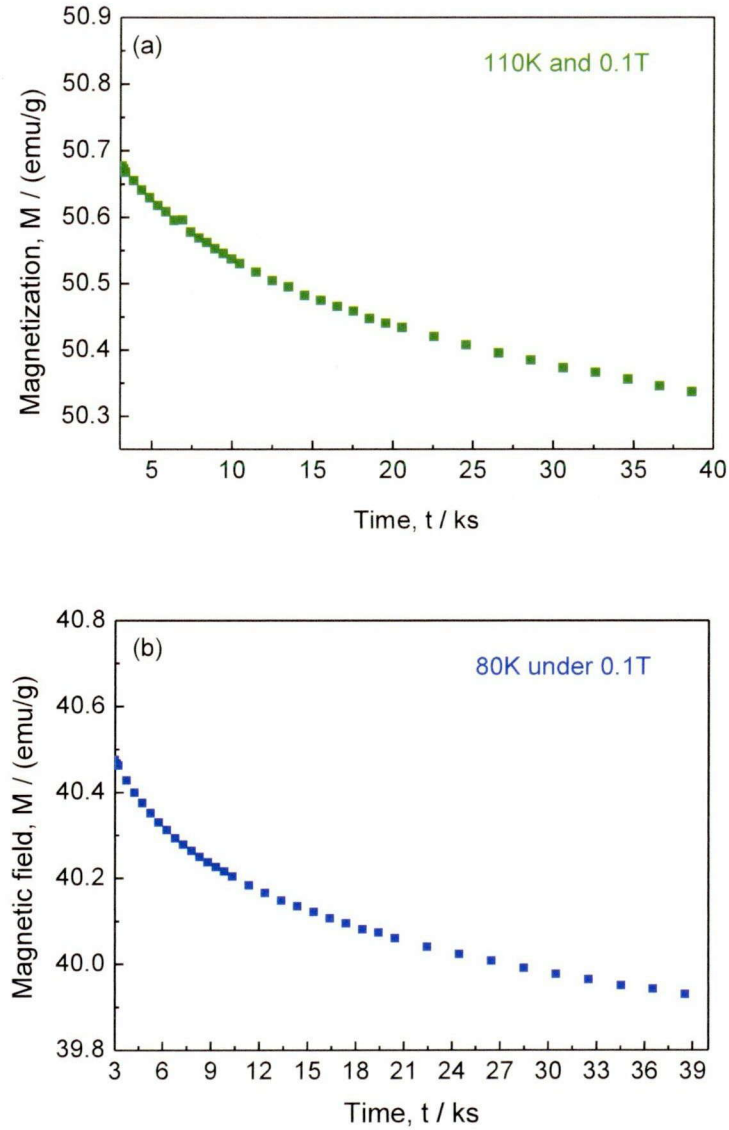 (a)
110K and 0.1T
50.9
50.8
50.7
50.6
50.5
50.4
50.3
Magnetization, M / (emu/g)
5 10 15 20 25 30 35 40
Time, t / ks
(b)
80K under 0.1T
40.8
40.6
40.4
40.2
40.0
39.8
Magnetic field, M / (emu/g)
3 6 9 12 15 18 21 24 27 30 33 36 39
Time, t / ks